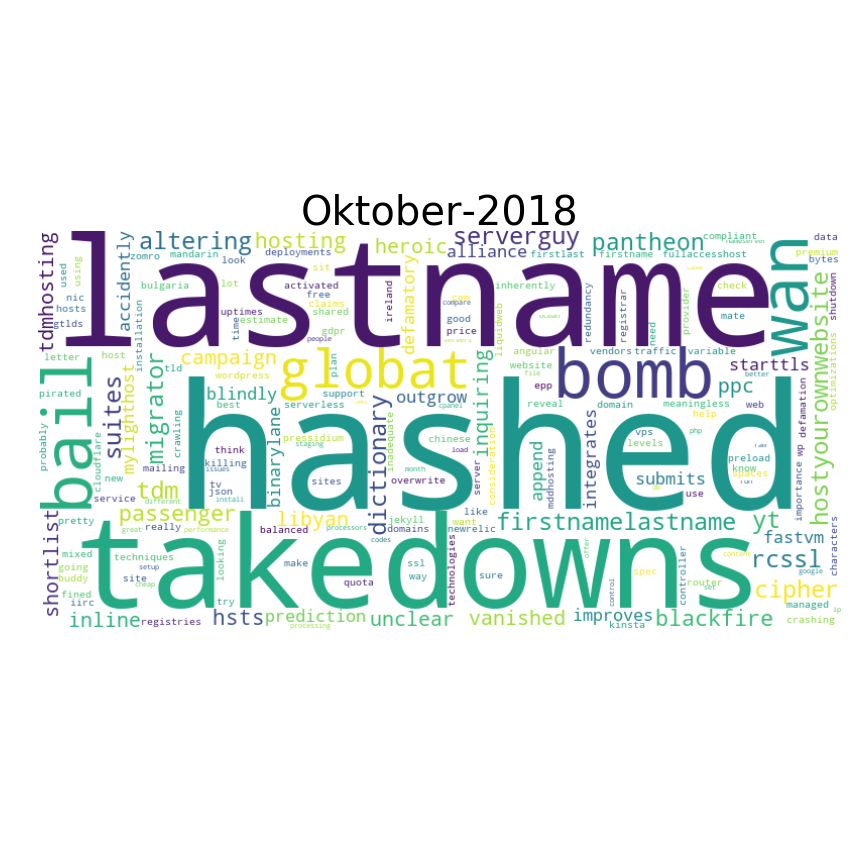 Oktober-2018
lastname
hashed
takedowns
globat
bomb
bail
wan
tdmhosting
altering
hosting
heroic
serverguy
alliance
pantheon
compliant
fullaccesshost
data
premium
bytes
zomro
mandarin
look
deployments
sit
firstlast
firstname
used
using
accidently
bulgaria
lot
activated
free
claims
defamatory
inherently
check
mate
nic
hosts
gtlds
uptimes
time
estimate
shared
gdpr
people
ireland
com
compare
good
price
liquidweb
redundancy
registrar
need
provider
hostyourownwebsite
shutdown
optimizations
letter
host
installation
tld
campaign
wordpress
plan
website
angular
vendors
traffic
variable
better
starttls
pirated
suites
mylighthost
migrator
crawling
blindly
best
serverless
support
outgrow
cpanel
inquiring
file
epp
reveal
domain
meaningless
help
ppc
web
defamation
wp
importance
probably
cloudflare
new
mailing
killing
issues
think
binarylane
pressidium
staging
dictionary
inadequate
chinese
load
month
server
consideration
append
mddhosting
integrates
vps
levels
php
preload
know
spaces
service
different
tdm
tv
json
install
sites
overwrite
submits
use
characters
shortlist
pretty
passenger
really
performance
great
libyan
balanced
processors
jekyll
domains
want
newrelic
like
firstnamelastname
yt
fastvm
rcssl
google
mixed
going
buddy
fined
iirc
techniques
setup
site
cheap
looking
try
make
quota
codes
ssl
way
technologies
sure
offer
control
spec
controller
router
set
content
cipher
managed
ip
crashing
inline
registries
hsts
prediction
processing
unclear
vanished
improves
kinsta
blackfire